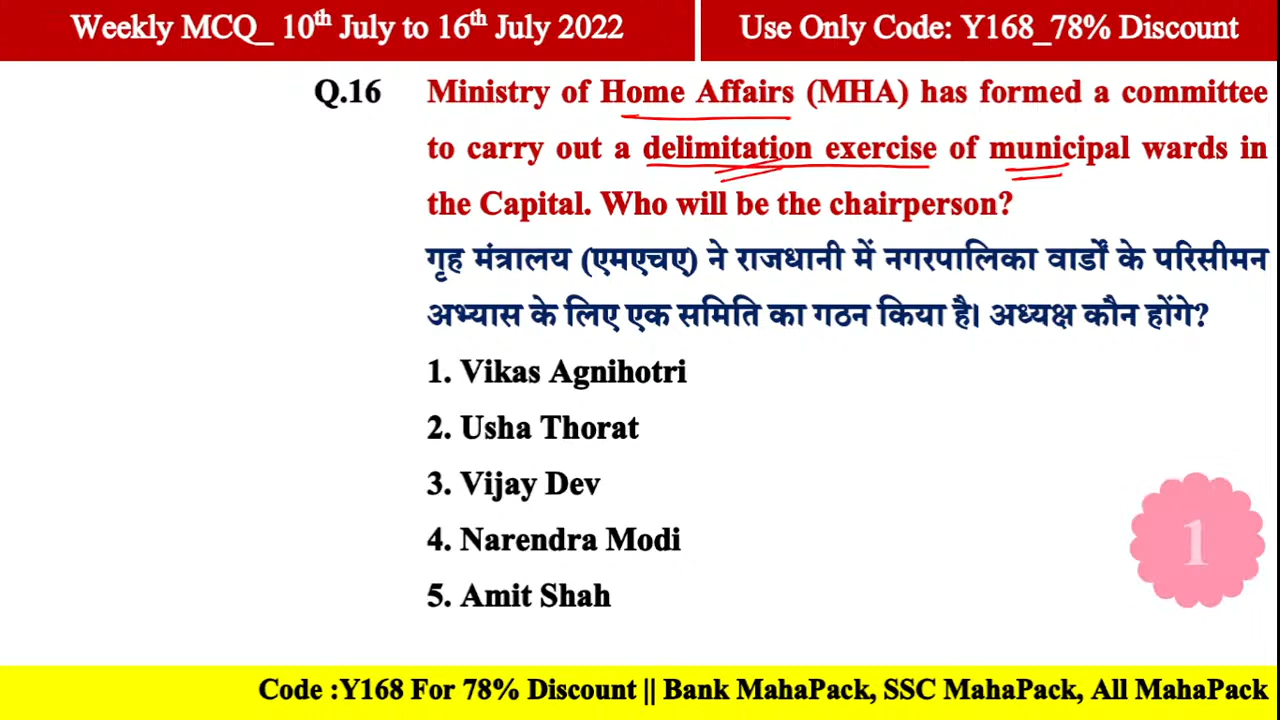 Weekly MCQ_ 10th July to 16th July 2022
Use Only Code: Y168_78% Discount
Q.16 Ministry of Home Affairs (MHA) has formed a committee
to carry out a delimitation exercise of municipal wards in
the Capital. Who will be the chairperson?
गृह मंत्रालय (एमएचए) ने राजधानी में नगरपालिका वार्डों के परिसीमन
अभ्यास के लिए एक समिति का गठन किया है। अध्यक्ष कौन होंगे?
1. Vikas Agnihotri
2. Usha Thorat
3. Vijay Dev
4. Narendra Modi
5. Amit Shah
1
Code :Y168 For 78% Discount || Bank MahaPack, SSC MahaPack, All MahaPack